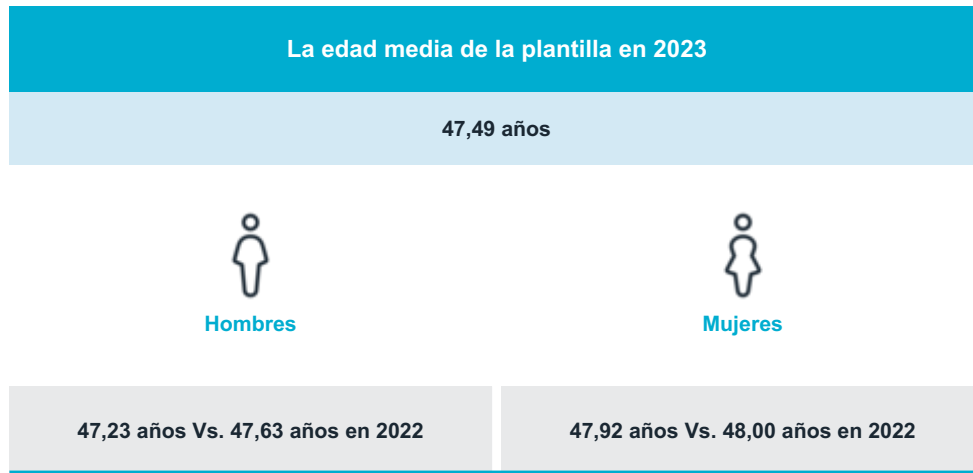 La edad media de la plantilla en 2023
47,49 años
Hombres
Mujeres
47,23 años Vs. 47,63 años en 2022
47,92 años Vs. 48,00 años en 2022